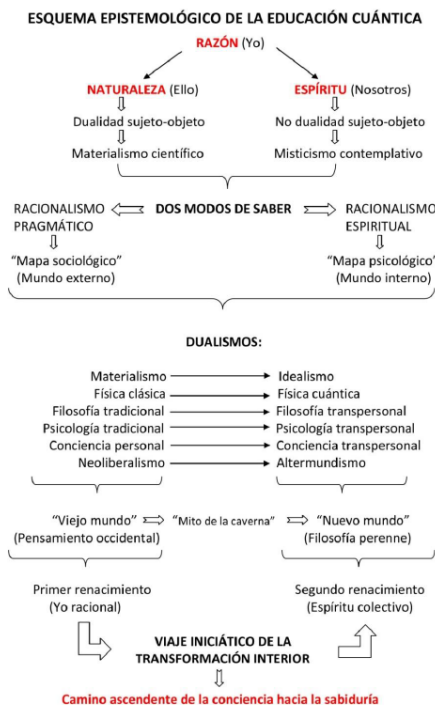 ESQUEMA EPISTEMOLÓGICO DE LA EDUCACIÓN CUÁNTICA
RAZÓN (Yo)
NATURALEZA (Ello)
ESPÍRITU (Nosotros)
Dualidad sujeto-objeto
No dualidad sujeto-objeto
Materialismo científico
Misticismo contemplativo
RACIONALISMO
PRAGMÁTICO
DOS MODOS DE SABER
RACIONALISMO
ESPIRITUAL
“Mapa sociológico”
(Mundo externo)
“Mapa psicológico”
(Mundo interno)
DUALISMOS:
Materialismo
Idealismo
Física clásica
Física cuántica
Filosofía tradicional
Filosofía transpersonal
Psicología tradicional
Psicología transpersonal
Conciencia personal
Conciencia transpersonal
Neoliberalismo
Altermundismo
“Viejo mundo”
(Pensamiento occidental)
“Mito de la caverna”
“Nuevo mundo”
(Filosofía perenne)
Primer renacimiento
(Yo racional)
Segundo renacimiento
(Espíritu colectivo)
VIAJE INICIÁTICO DE LA
TRANSFORMACIÓN INTERIOR
Camino ascendente de la conciencia hacia la sabiduría